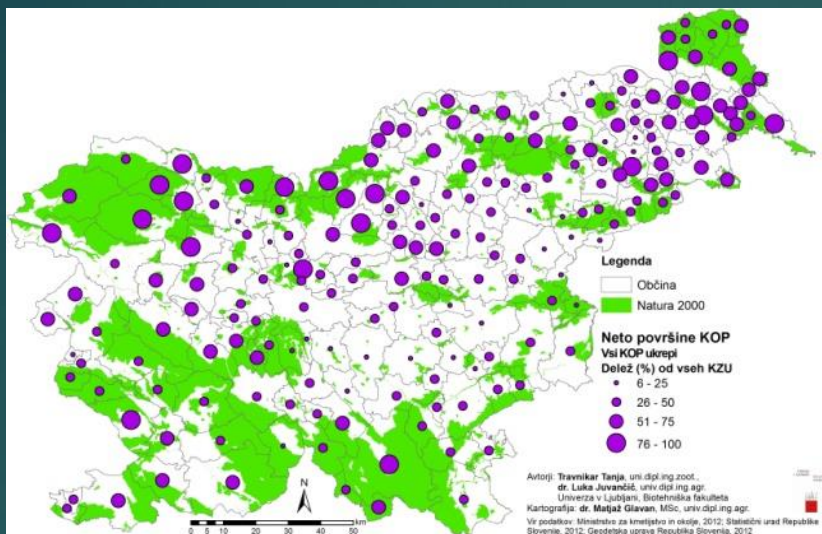 Legenda
Občina
Natura 2000
Neto površine KOP
Vsi KOP ukrepi
Delež (%) od vseh KZU
6 - 25
26 - 50
51 - 75
76 - 100
N
0 5 10 20 30 40 50
km
Avtorji: Travnikar Tanja, uni.dipl.ing.zoot.,
dr. Luka Juvančič, univ.dipl.ing.agr.
Univerza v Ljubljani, Biotehniška fakulteta
Kartografija: dr. Matjaž Glavan, MSc, univ.dipl.ing.agr.
Vir podatkov: Ministrstvo za kmetijstvo in okolje, 2012; Statistični urad Republike
Slovenije, 2012; Geodetska uprava Republika Slovenija, 2012